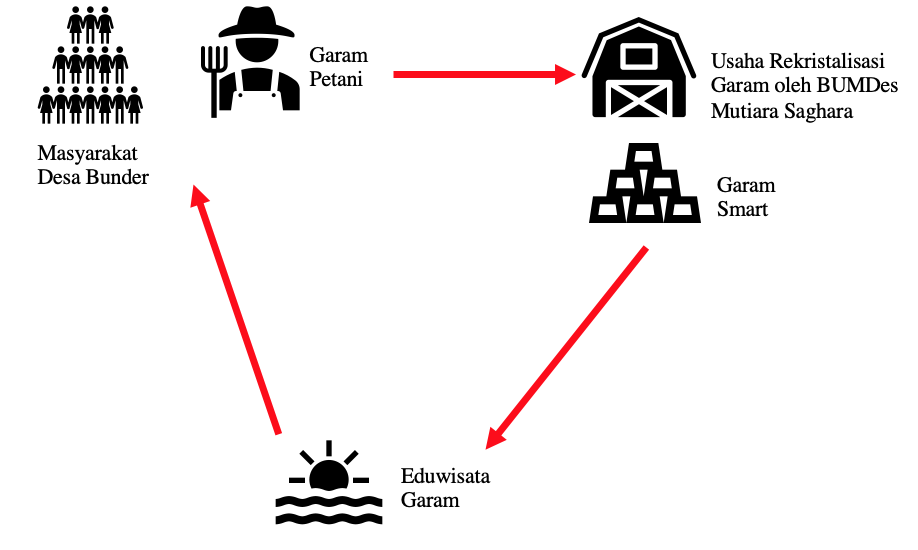 Garam
Petani
Masyarakat
Desa Bunder
Usaha Rekristalisasi
Garam oleh BUMDes
Mutiara Saghara
Garam
Smart
Eduwisata
Garam